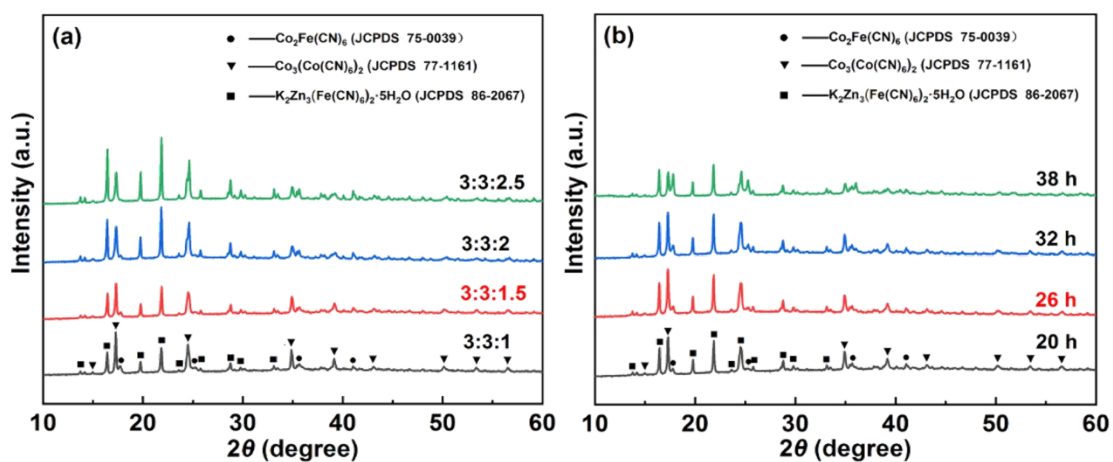 (a)
Co2Fe(CN)6 (JCPDS 75-0039）
Co3(Co(CN)6)2 (JCPDS 77-1161)
K2Zn3(Fe(CN)6)2·5H2O (JCPDS 86-2067)
3:3:2.5
3:3:2
3:3:1.5
3:3:1
Intensity (a.u.)
10 20 30 40 50 60
2θ (degree)
(b)
Co2Fe(CN)6 (JCPDS 75-0039）
Co3(Co(CN)6)2 (JCPDS 77-1161)
K2Zn3(Fe(CN)6)2·5H2O (JCPDS 86-2067)
38 h
32 h
26 h
20 h
Intensity (a.u.)
10 20 30 40 50 60
2θ (degree)